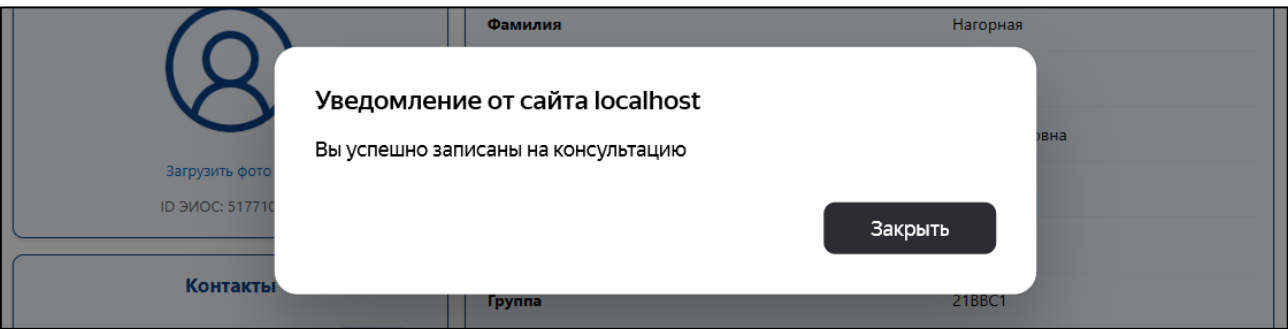 Фамилия Нагорная
Уведомление от сайта localhost
Вы успешно записаны на консультацию
Загрузить фото
ID ЭИОС: 517710
Закрыть
Контакты
Группа 21ВВС1